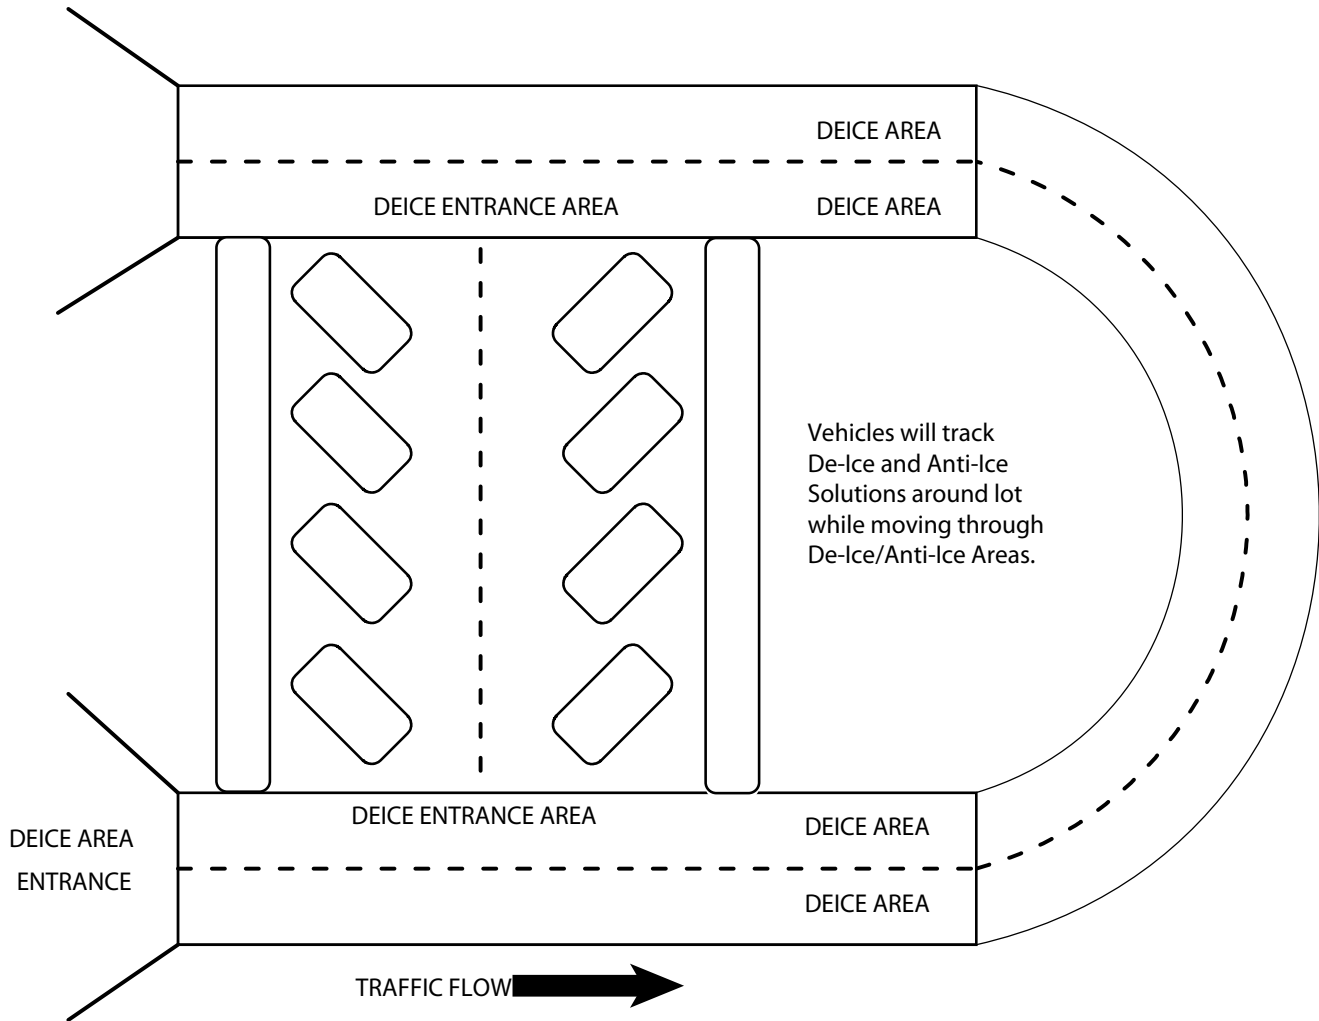 DEICE AREA
DEICE ENTRANCE AREA
DEICE AREA
Vehicles will track
De-Ice and Anti-Ice
Solutions around lot
while moving through
De-Ice/Anti-Ice Areas.
DEICE ENTRANCE AREA
DEICE AREA
DEICE AREA
ENTRANCE
DEICE AREA
TRAFFIC FLOW